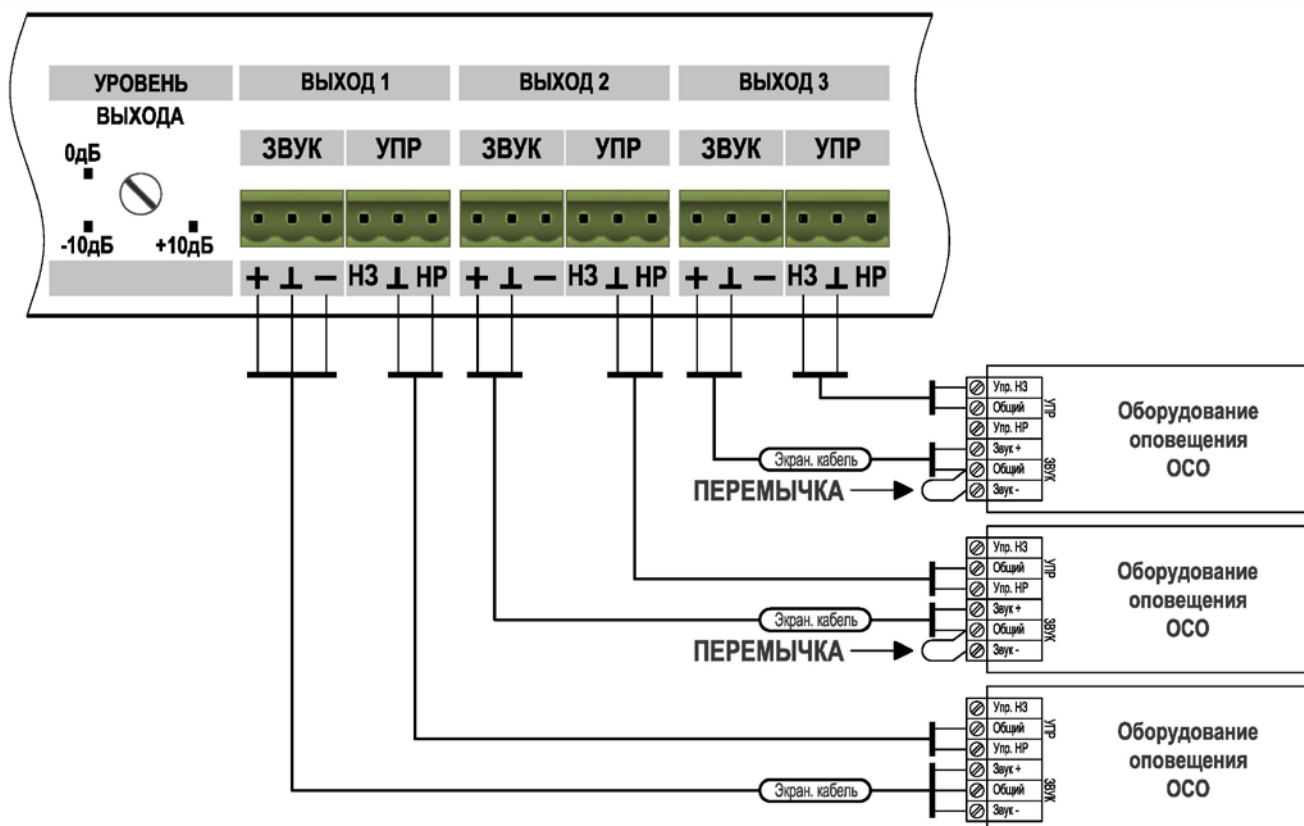 УРОВЕНЬ
ВЫХОДА
0дБ
-10дБ
+10дБ
ВЫХОД 1
ВЫХОД 2
ВЫХОД 3
ЗВУК
УПР
ЗВУК
УПР
ЗВУК
УПР
+ ⊥ −
НЗ ⊥ НР
+ ⊥ −
НЗ ⊥ НР
+ ⊥ −
НЗ ⊥ НР
Упр. НЗ
Общий
Упр. НР
УПР
Звук +
Общий
Звук -
ЗВУК
Оборудование
оповещения
ОСО
Экран. кабель
ПЕРЕМЫЧКА
Упр. НЗ
Общий
Упр. НР
УПР
Звук +
Общий
Звук -
ЗВУК
Оборудование
оповещения
ОСО
Экран. кабель
ПЕРЕМЫЧКА
Упр. НЗ
Общий
Упр. НР
УПР
Звук +
Общий
Звук -
ЗВУК
Оборудование
оповещения
ОСО
Экран. кабель